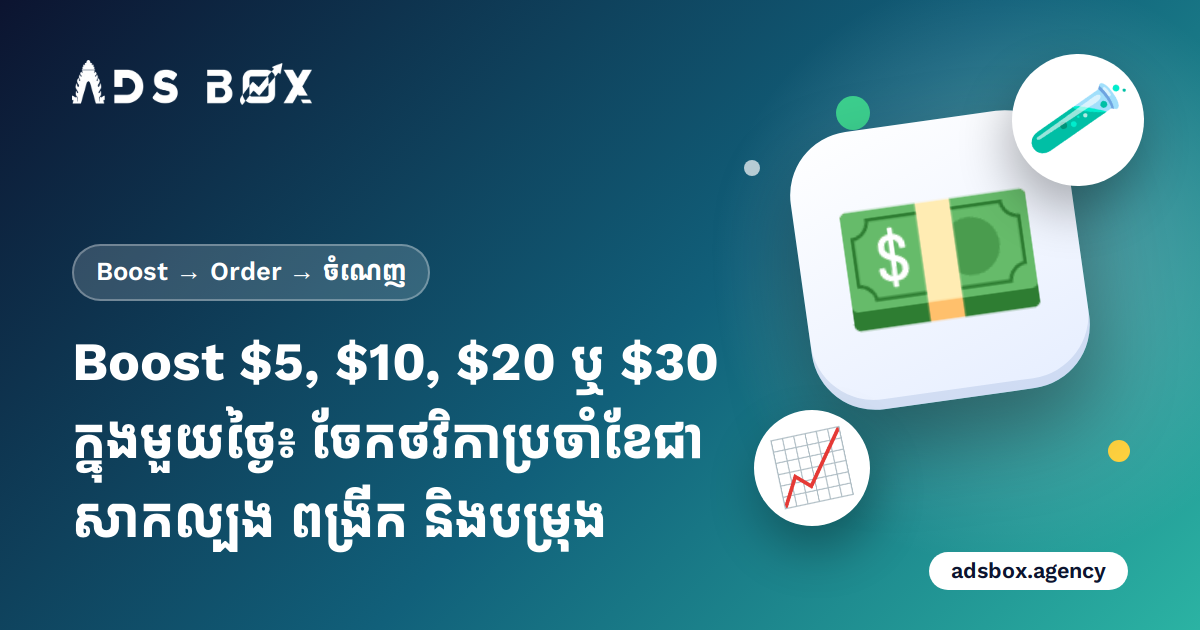 ADS BOX
Boost → Order → ចំណេញ
Boost $5, $10, $20 ឬ $30
ក្នុងមួយថ្ងៃ៖ ចែកថវិកាប្រចាំខែជា
សាកល្បង ពង្រីក និងបម្រុង
adsbox.agency